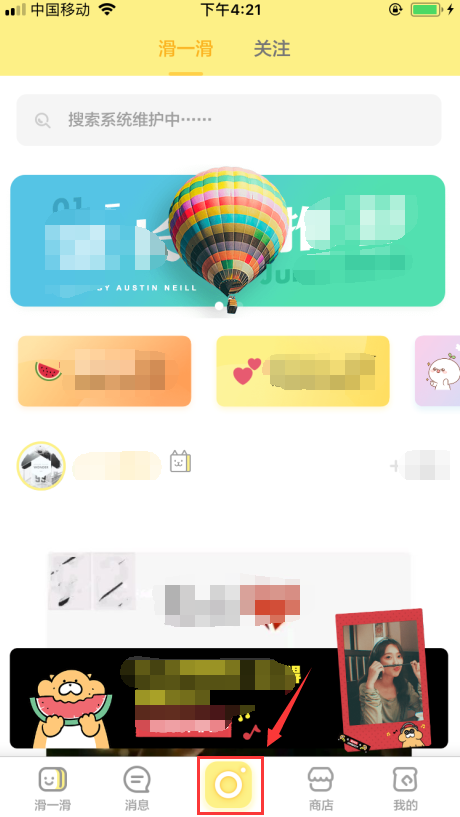 中国移动 下午4:21
滑一滑 关注
搜索系统维护中······
BY AUSTIN NEILL
滑一滑 消息 商店 我的